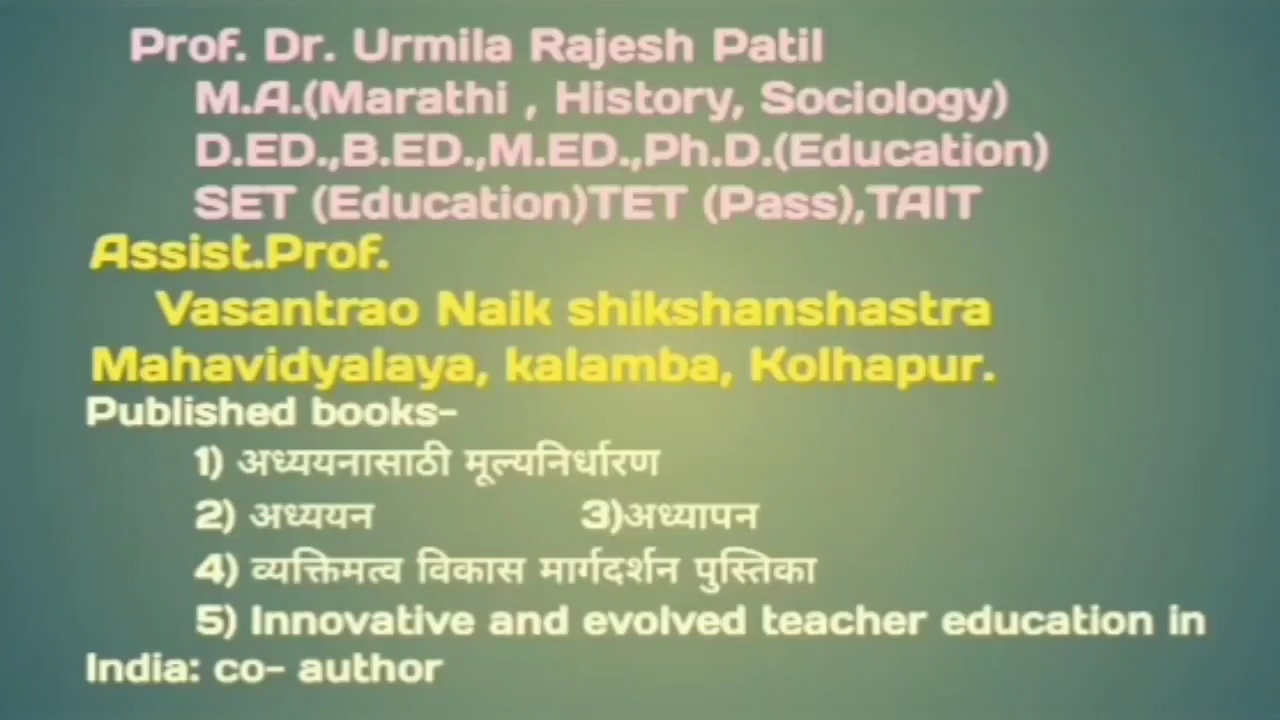 Prof. Dr. Urmila Rajesh Patil
M.A.(Marathi , History, Sociology)
D.ED.,B.ED.,M.ED.,Ph.D.(Education)
SET (Education)TET (Pass),TAIT
Assist.Prof.
Vasantrao Naik shikshanshastra
Mahavidyalaya, kalamba, Kolhapur.
Published books-
1) अध्ययनासाठी मूल्यनिर्धारण
2) अध्ययन 3)अध्यापन
4) व्यक्तिमत्व विकास मार्गदर्शन पुस्तिका
5) Innovative and evolved teacher education in
India: co- author